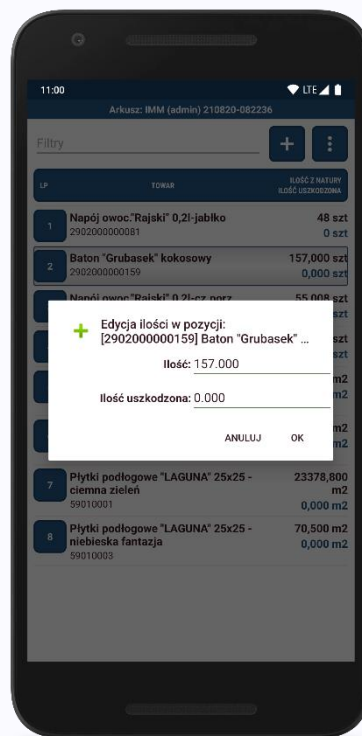 11:00
LTE
Arkusz: IMM (admin) 210820-082236
Filtry
+
LP
TOWAR
ILOŚĆ Z NATURY
ILOŚĆ USZKODZONA
1
Napój owoc."Rajski" 0,2l-jabłko
48 szt
2902000000081
0 szt
2
Baton "Grubasek" kokosowy
157,000 szt
2902000000159
0,000 szt
Napój owoc."Rajski" 0,2l-cz.porz.
55,008 szt
szt
Edycja ilości w pozycji:
[2902000000159] Baton "Grubasek" ...
Ilość: 157.000
Ilość uszkodzona: 0.000
ANULUJ OK
szt
szt
m2
m2
m2
m2
7
Płytki podłogowe "LAGUNA" 25x25 -
ciemna zieleń
59010001
23378,800
m2
0,000 m2
8
Płytki podłogowe "LAGUNA" 25x25 -
niebieska fantazja
59010003
70,500 m2
0,000 m2